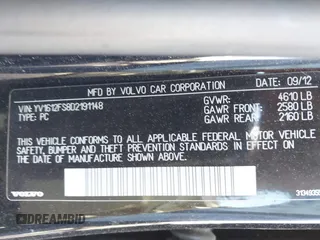 MFD BY VOLVO CAR CORPORATION DATE: 09/12
VIN: YV1612FS8D2191148 GVWR: 4610 LB
TYPE: PC GAWR FRONT: 2580 LB
GAWR REAR: 2160 LB
THIS VEHICLE CONFORMS TO ALL APPLICABLE FEDERAL MOTOR VEHICLE
SAFETY, BUMPER, AND THEFT PREVENTION STANDARDS IN EFFECT ON THE
DATE OF MANUFACTURE SHOWN ABOVE
VOLVO
DREAMBID